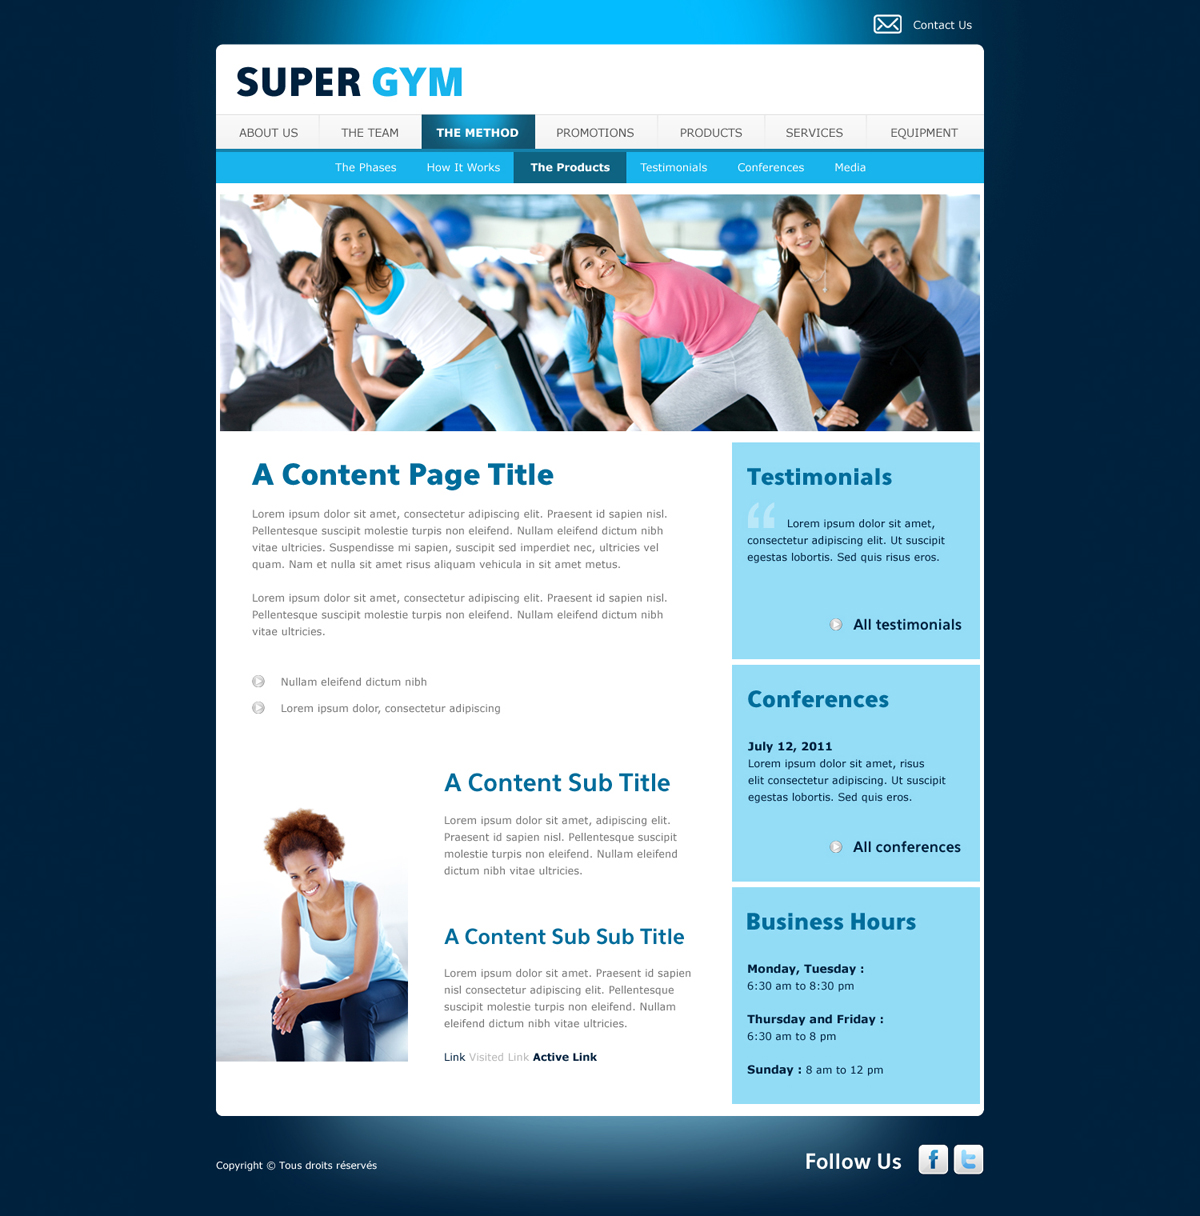 Contact Us
SUPER GYM
ABOUT US THE TEAM THE METHOD PROMOTIONS PRODUCTS SERVICES EQUIPMENT
The Phases How It Works The Products Testimonials Conferences Media
A Content Page Title
Lorem ipsum dolor sit amet, consectetur adipiscing elit. Praesent id sapien nisl.
Pellentesque suscipit molestie turpis non eleifend. Nullam eleifend dictum nibh
vitae ultricies. Suspendisse mi sapien, suscipit sed imperdiet nec, ultricies vel
quam. Nam et nulla sit amet risus aliquam vehicula in sit amet metus.
Lorem ipsum dolor sit amet, consectetur adipiscing elit. Praesent id sapien nisl.
Pellentesque suscipit molestie turpis non eleifend. Nullam eleifend dictum nibh
vitae ultricies.
Nullam eleifend dictum nibh
Lorem ipsum dolor, consectetur adipiscing
A Content Sub Title
Lorem ipsum dolor sit amet, adipiscing elit.
Praesent id sapien nisl. Pellentesque suscipit
molestie turpis non eleifend. Nullam eleifend
dictum nibh vitae ultricies.
A Content Sub Sub Title
Lorem ipsum dolor sit amet. Praesent id sapien
nisl consectetur adipiscing elit. Pellentesque
suscipit molestie turpis non eleifend. Nullam
eleifend dictum nibh vitae ultricies.
Link Visited Link Active Link
Testimonials
“ Lorem ipsum dolor sit amet,
consectetur adipiscing elit. Ut suscipit
egestas lobortis. Sed quis risus eros.
All testimonials
Conferences
July 12, 2011
Lorem ipsum dolor sit amet, risus
elit consectetur adipiscing. Ut suscipit
egestas lobortis. Sed quis eros.
All conferences
Business Hours
Monday, Tuesday :
6:30 am to 8:30 pm
Thursday and Friday :
6:30 am to 8 pm
Sunday : 8 am to 12 pm
Copyright © Tous droits réservés
Follow Us f t